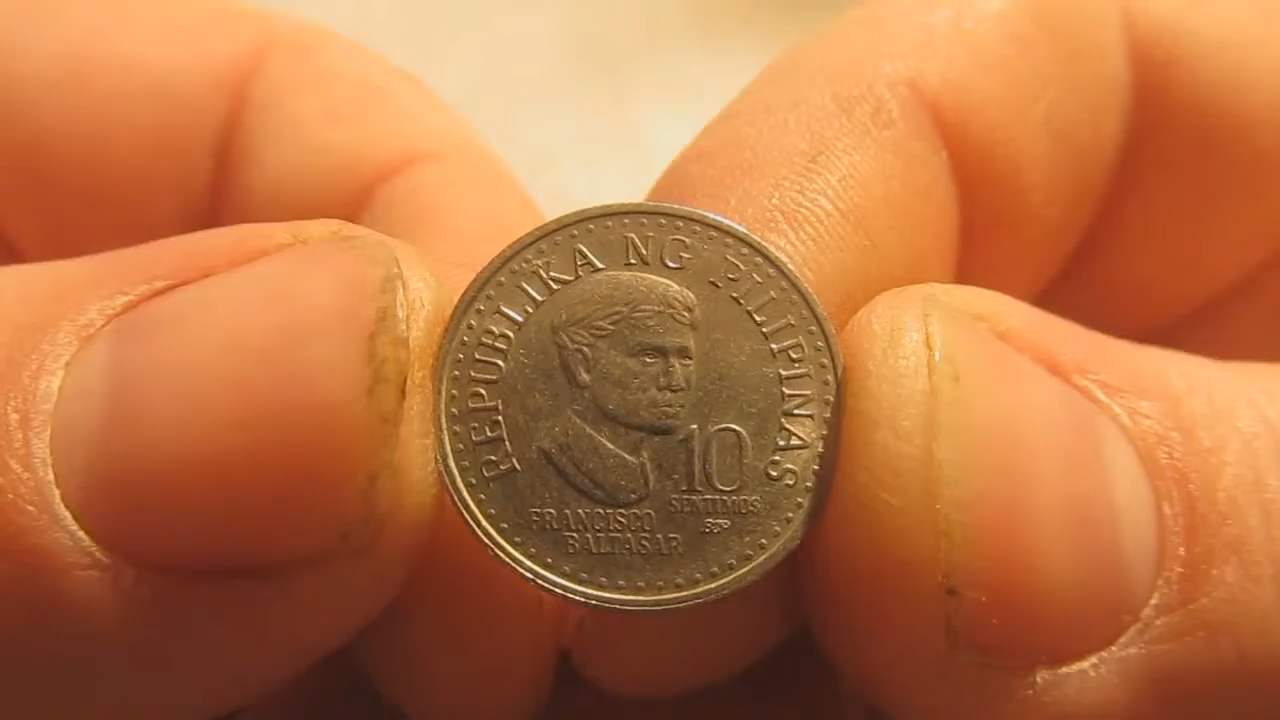 REPUBLIKA NG PILIPINAS
10
SENTIMOS
FRANCISCO
BALTASAR